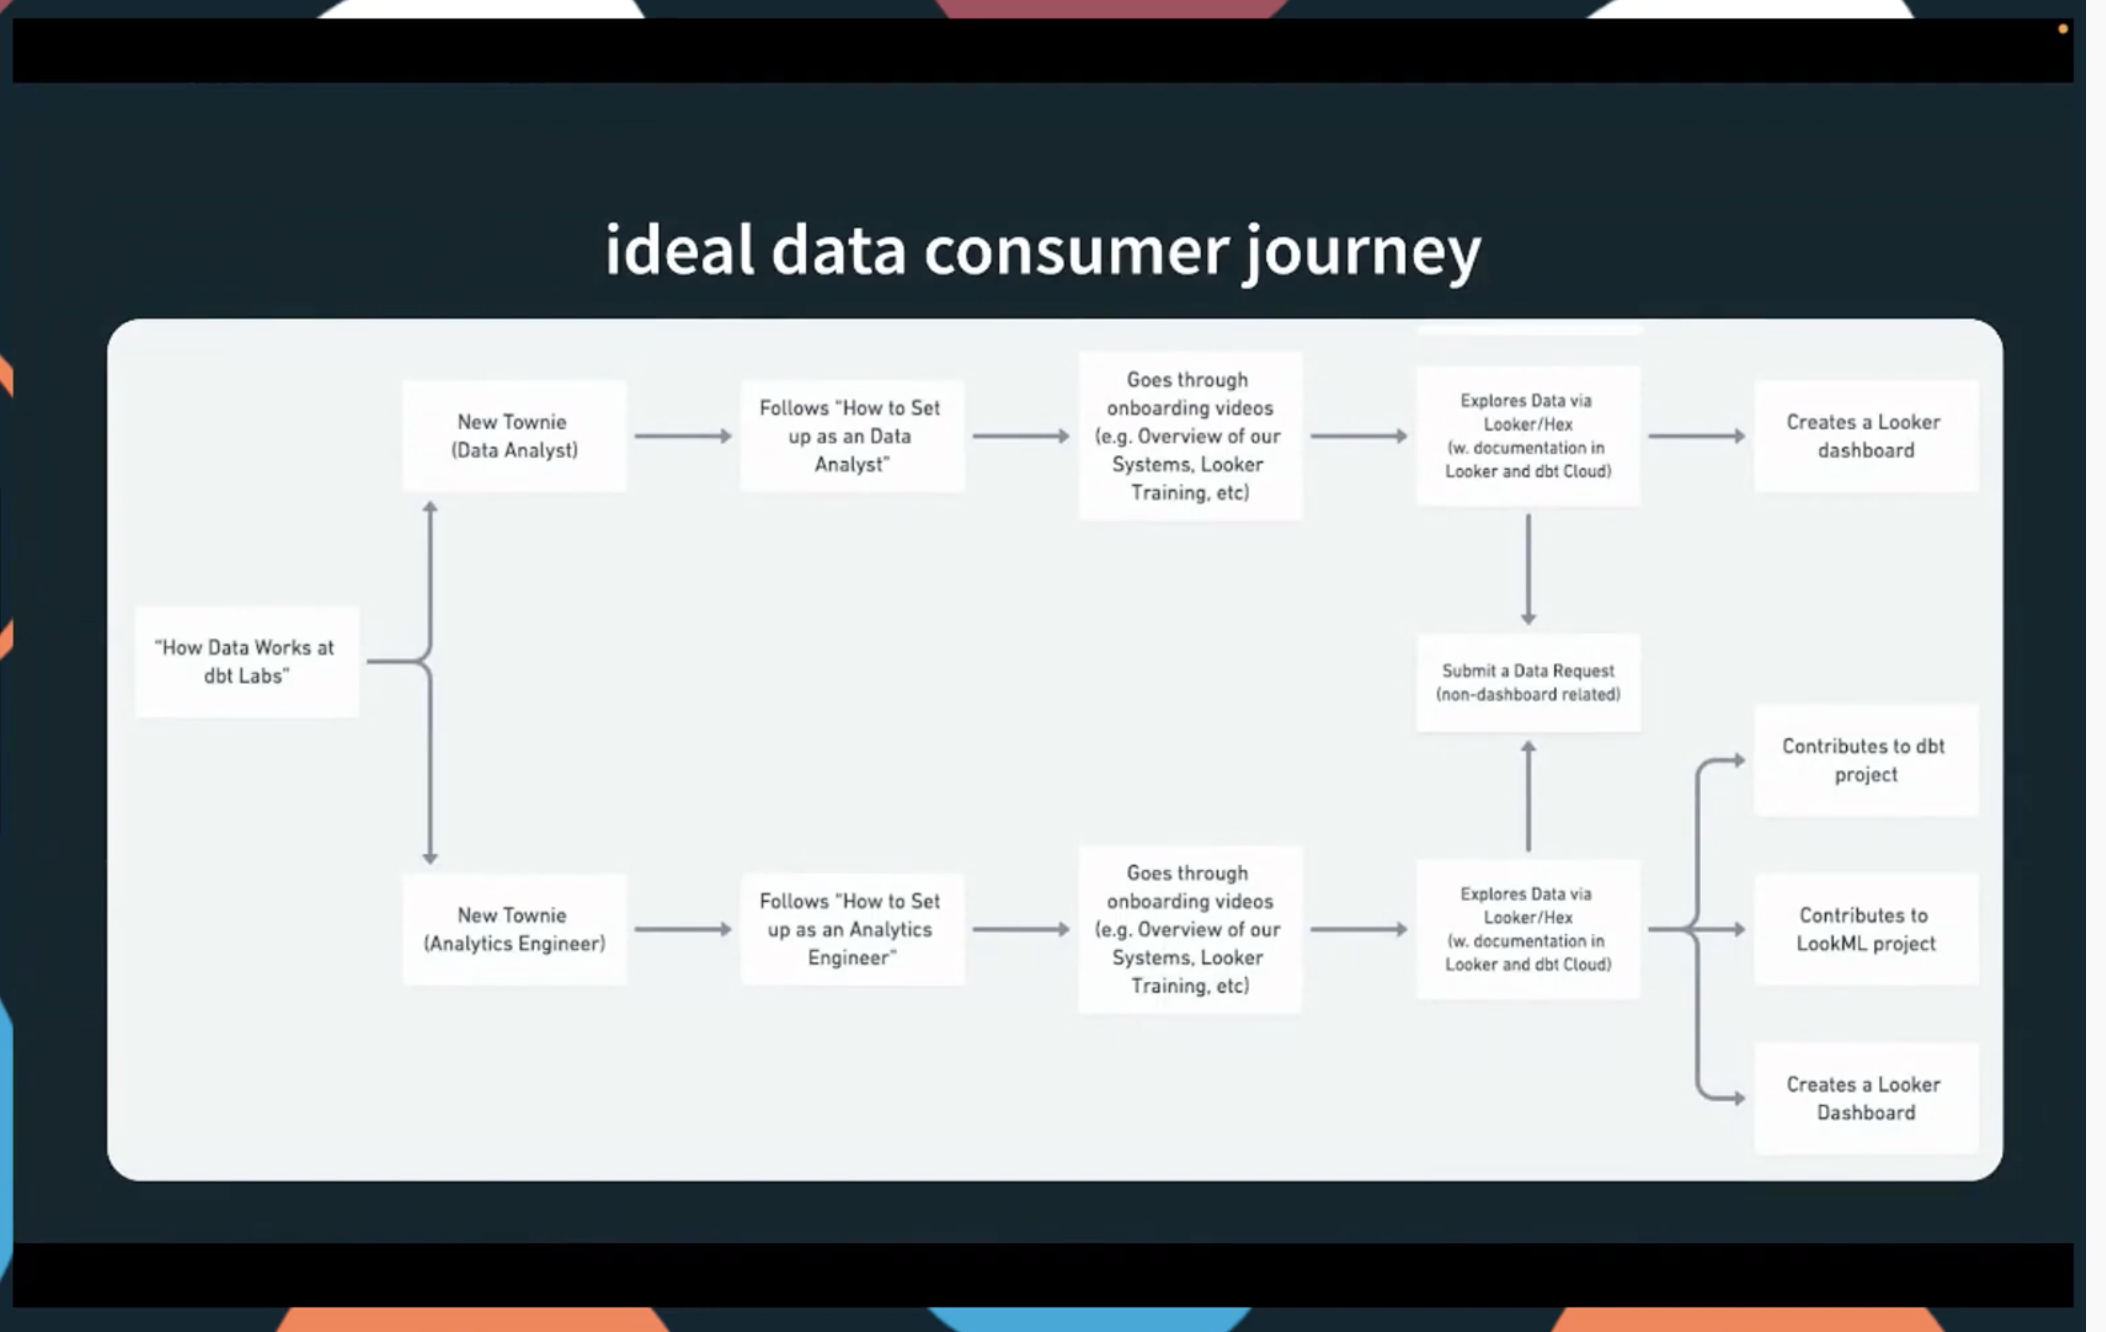 ideal data consumer journey
"How Data Works at
dbt Labs"
New Townie
(Data Analyst)
Follows "How to Set
up as an Data
Analyst"
Goes through
onboarding videos
(e.g. Overview of our
Systems, Looker
Training, etc)
Explores Data via
Looker/Hex
(w. documentation in
Looker and dbt Cloud)
Creates a Looker
dashboard
Submit a Data Request
(non-dashboard related)
New Townie
(Analytics Engineer)
Follows "How to Set
up as an Analytics
Engineer"
Goes through
onboarding videos
(e.g. Overview of our
Systems, Looker
Training, etc)
Explores Data via
Looker/Hex
(w. documentation in
Looker and dbt Cloud)
Contributes to dbt
project
Contributes to
LookML project
Creates a Looker
Dashboard